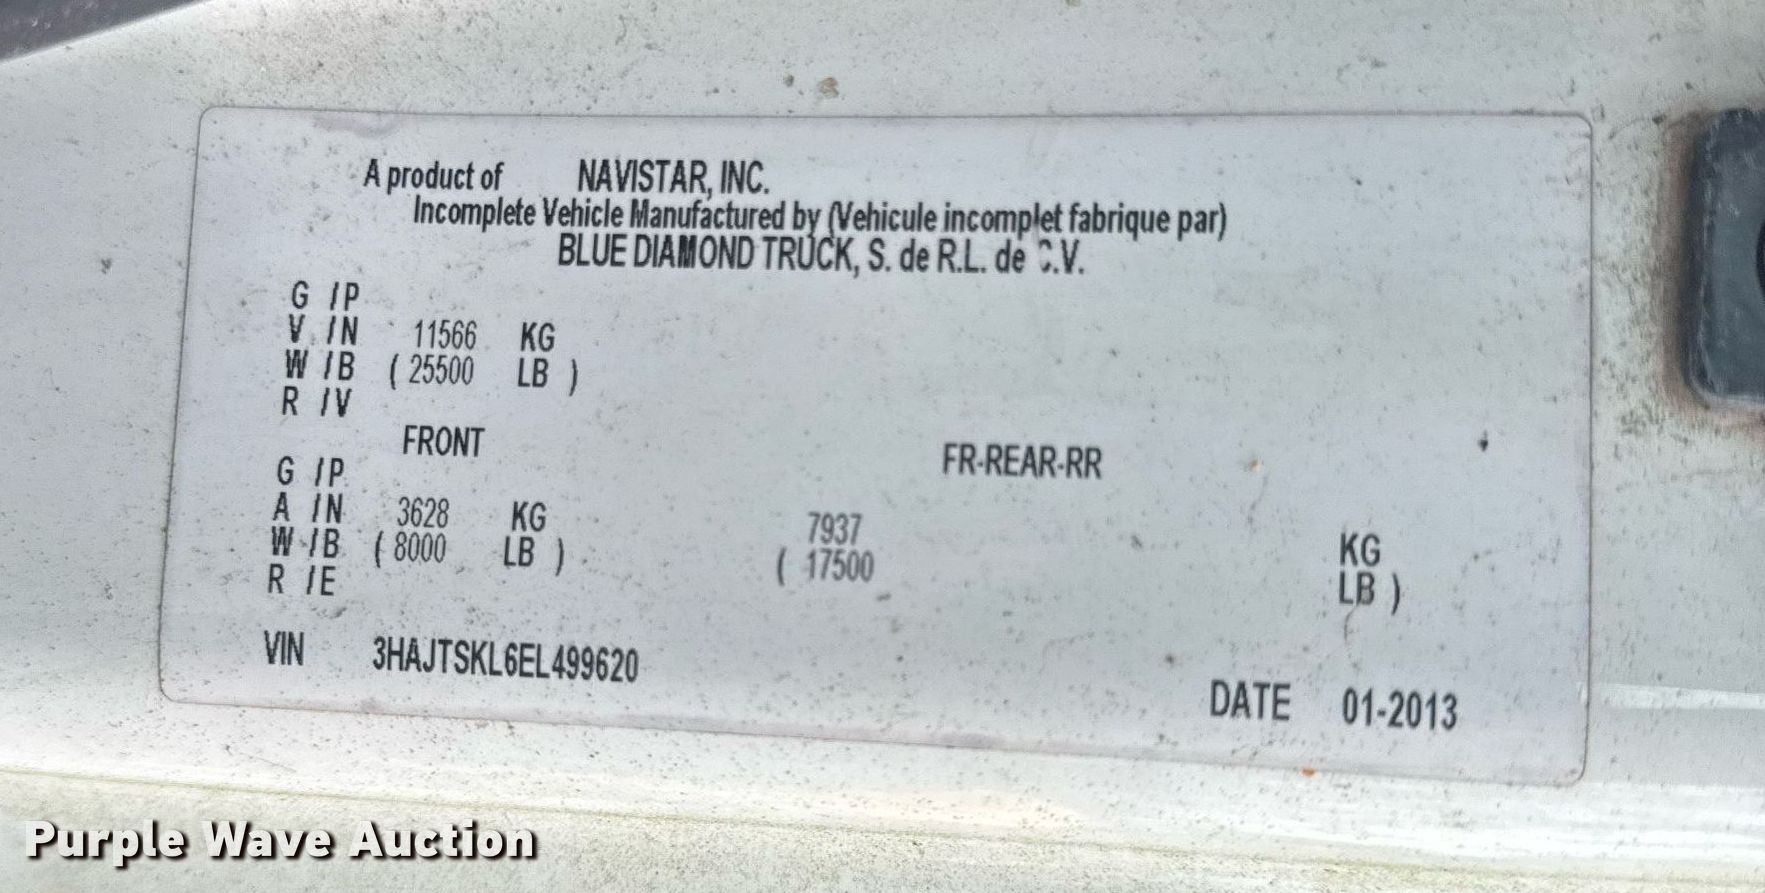 A product of NAVISTAR, INC.
Incomplete Vehicle Manufactured by (Vehicule incomplet fabrique par)
BLUE DIAMOND TRUCK, S. de R.L. de C.V.
G /P
V /N 11566 KG
W /B ( 25500 LB )
R /V
FRONT FR-REAR-RR
G /P
A /N 3628 KG 7937 KG
W /B ( 8000 LB ) ( 17500 LB )
R /E
VIN 3HAJTSKL6EL499620
DATE 01-2013
Purple Wave Auction